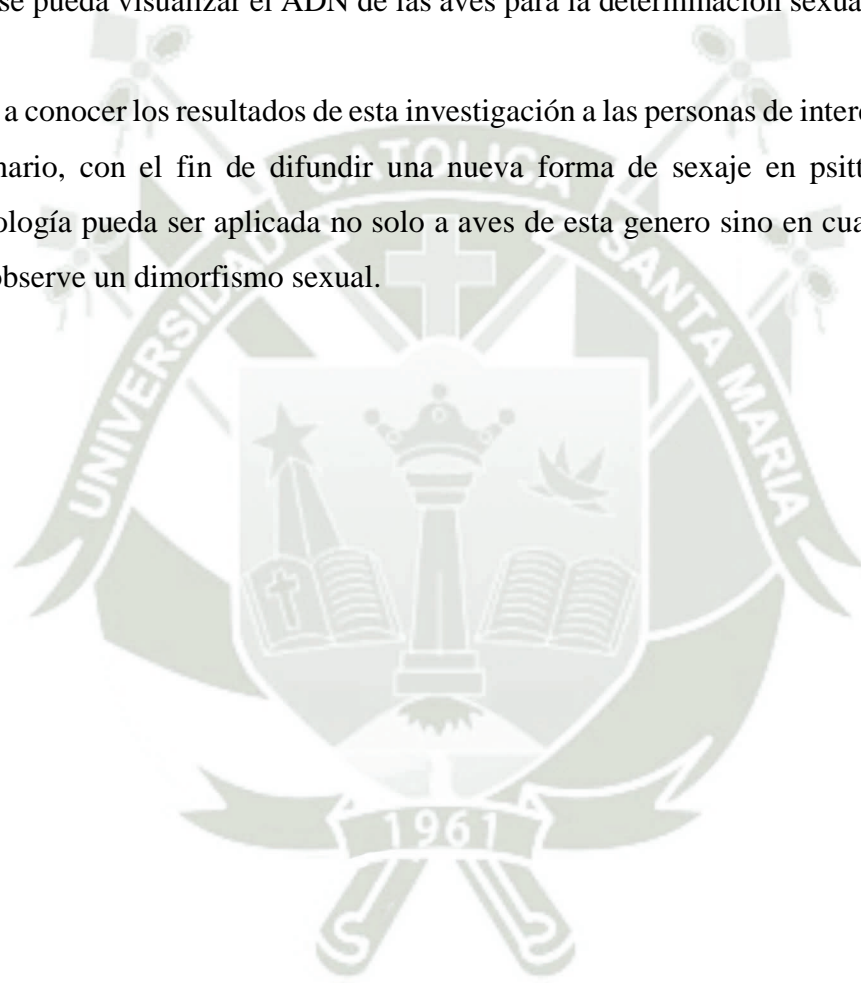 se pueda visualizar el ADN de las aves para la determinación sexua
a conocer los resultados de esta investigación a las personas de inter
nario, con el fin de difundir una nueva forma de sexaje en psitt
ología pueda ser aplicada no solo a aves de esta genero sino en cua
observe un dimorfismo sexual.
UNIVERSIDAD CATOLICA SANTA MARIA
1961